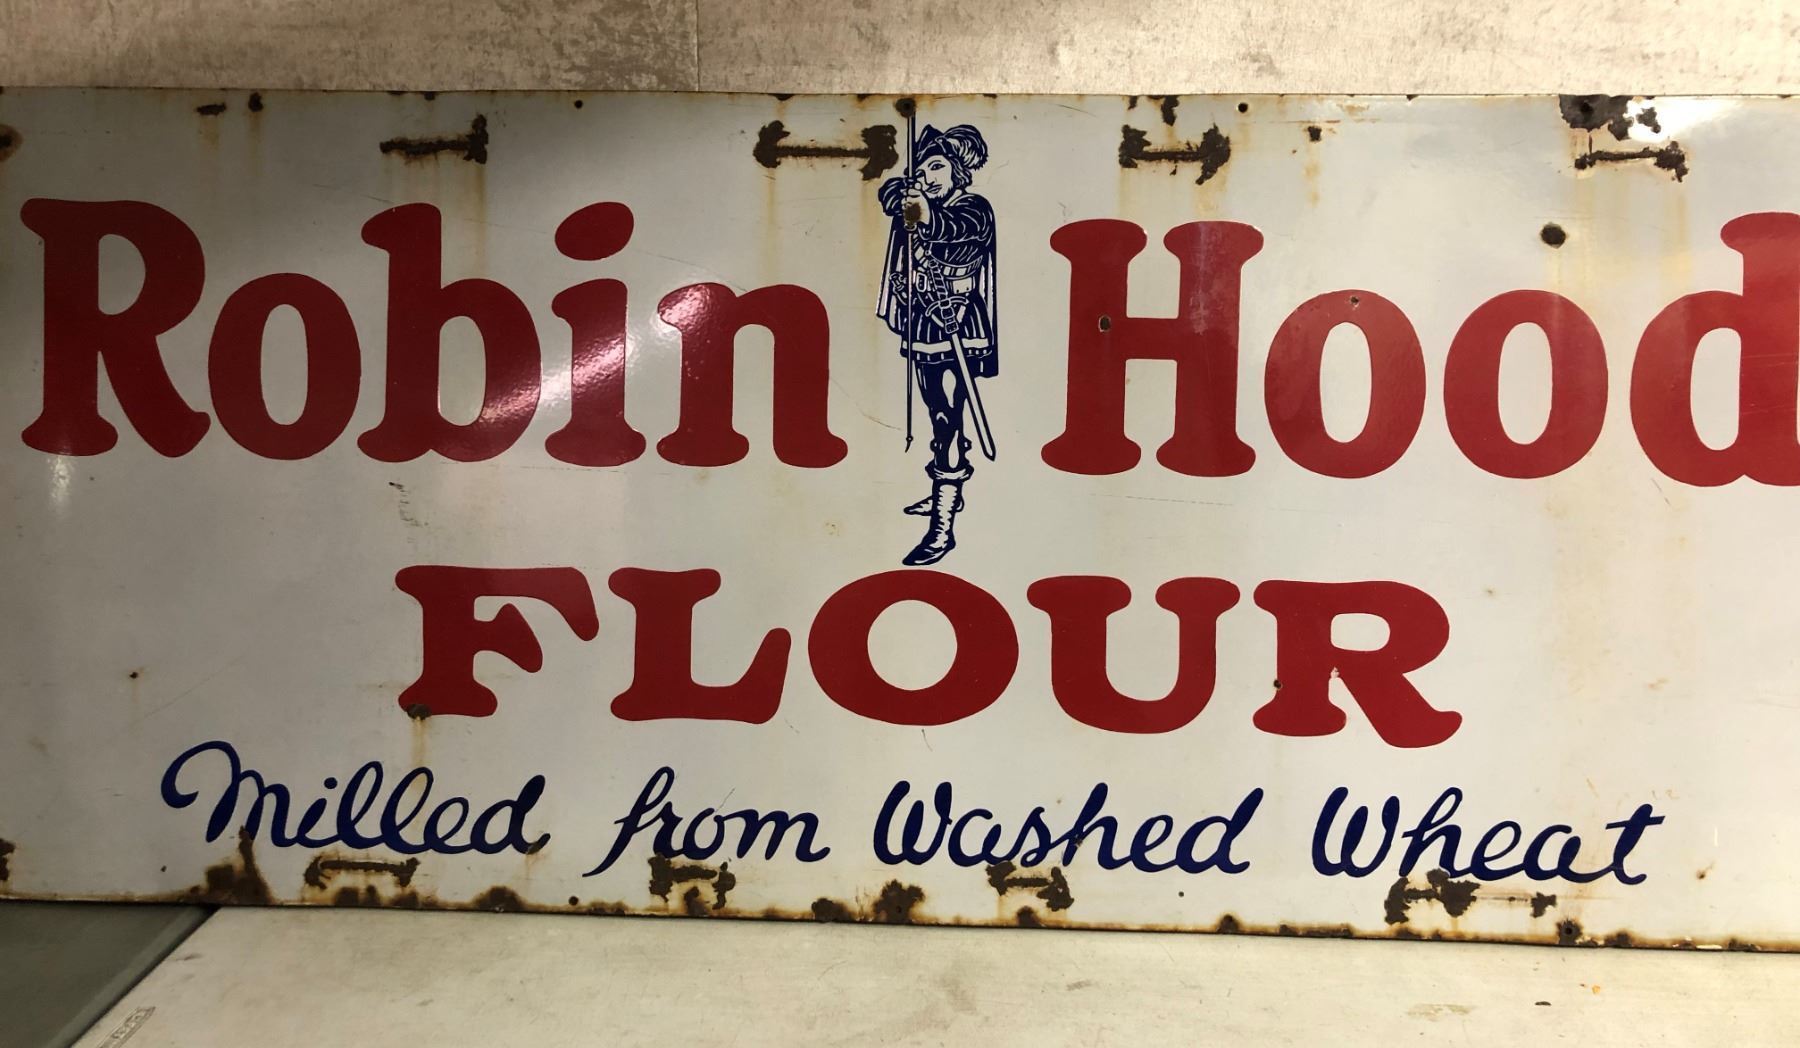 Robin Hood
FLOUR
Milled from Washed Wheat